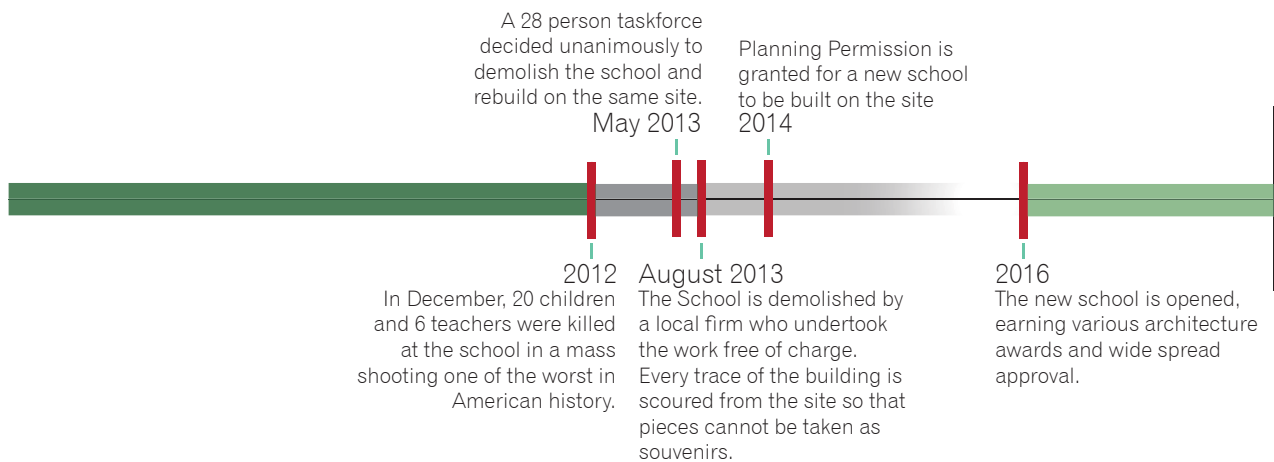 A 28 person taskforce
decided unanimously to
demolish the school and
rebuild on the same site.
May 2013
Planning Permission is
granted for a new school
to be built on the site
2014
2012
In December, 20 children
and 6 teachers were killed
at the school in a mass
shooting one of the worst in
American history.
August 2013
The School is demolished by
a local firm who undertook
the work free of charge.
Every trace of the building is
scoured from the site so that
pieces cannot be taken as
souvenirs.
2016
The new school is opened,
earning various architecture
awards and wide spread
approval.